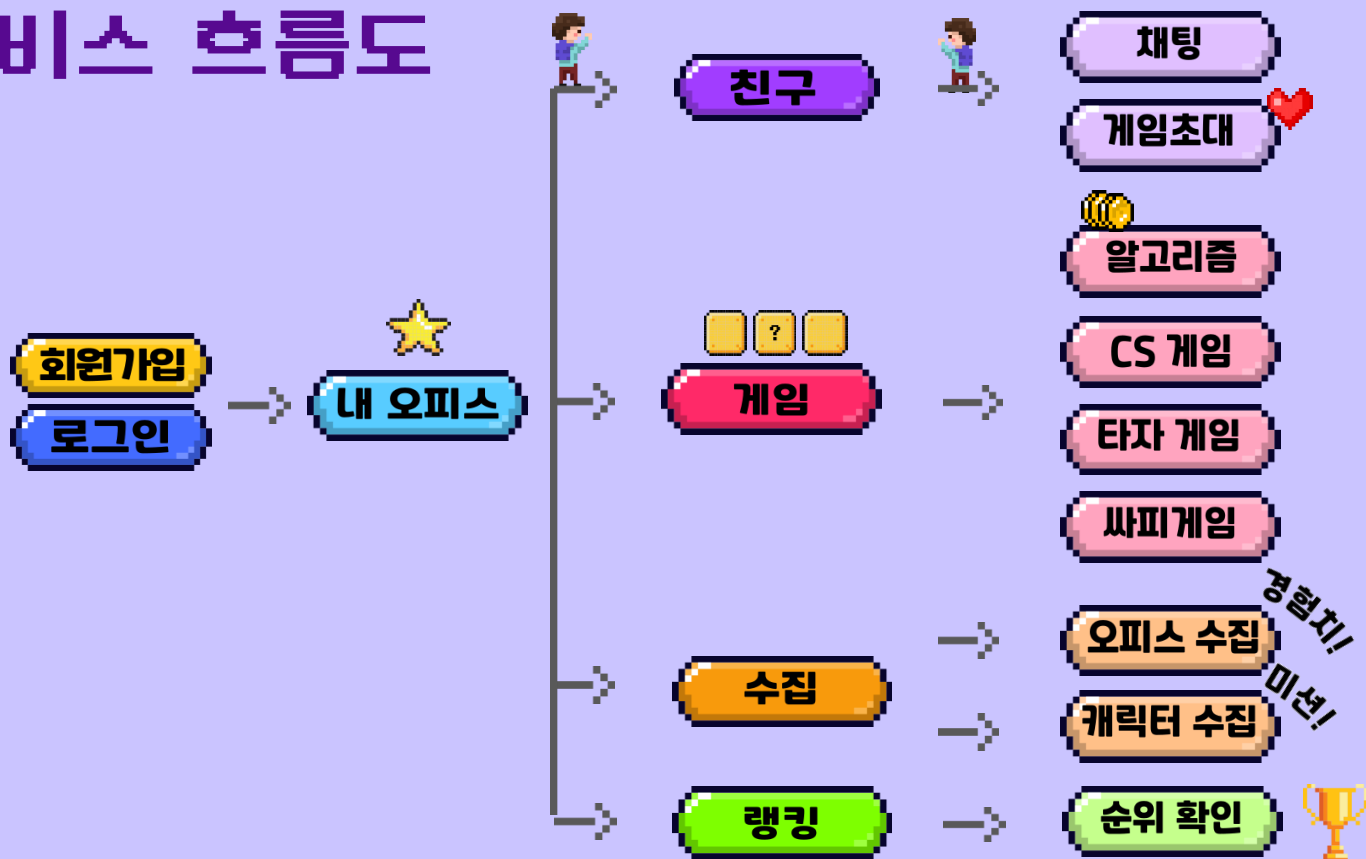 비스 흐름도
회원가입
로그인
내 오피스
친구
채팅
게임초대
?
게임
알고리즘
CS 게임
타자 게임
싸피게임
수집
오피스 수집
경험치!
캐릭터 수집
미션!
랭킹
순위 확인